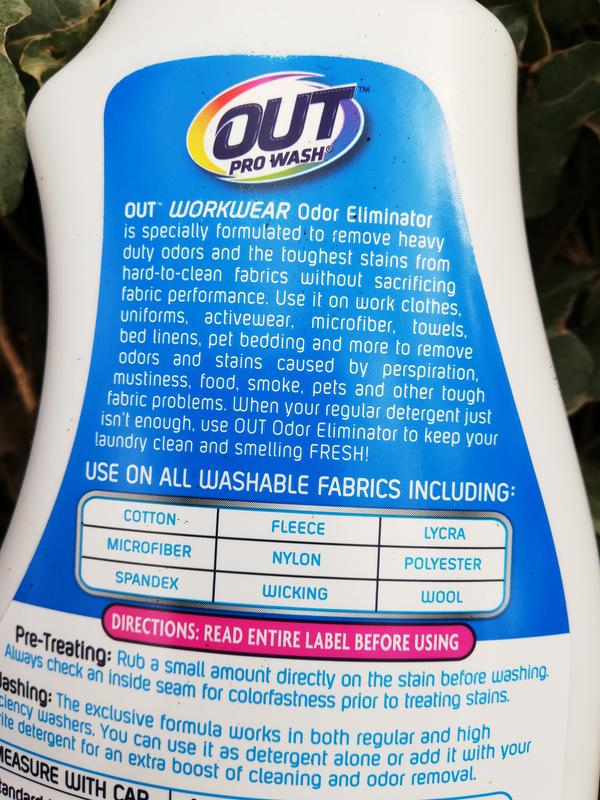 OUT™
PRO WASH®
OUT™ WORKWEAR Odor Eliminator
is specially formulated to remove heavy
duty odors and the toughest stains from
hard-to-clean fabrics without sacrificing
fabric performance. Use it on work clothes,
uniforms, activewear, microfiber, towels,
bed linens, pet bedding and more to remove
odors and stains caused by perspiration,
mustiness, food, smoke, pets and other tough
fabric problems. When your regular detergent just
isn't enough, use OUT Odor Eliminator to keep your
laundry clean and smelling FRESH!
USE ON ALL WASHABLE FABRICS INCLUDING:
COTTON FLEECE LYCRA
MICROFIBER NYLON POLYESTER
SPANDEX WICKING WOOL
DIRECTIONS: READ ENTIRE LABEL BEFORE USING
Pre-Treating: Rub a small amount directly on the stain before washing.
Always check an inside seam for colorfastness prior to treating stains.
ashing: The exclusive formula works in both regular and high
ciency washers. You can use it as detergent alone or add it with your
rite detergent for an extra boost of cleaning and odor removal.
MEASURE WITH CAP